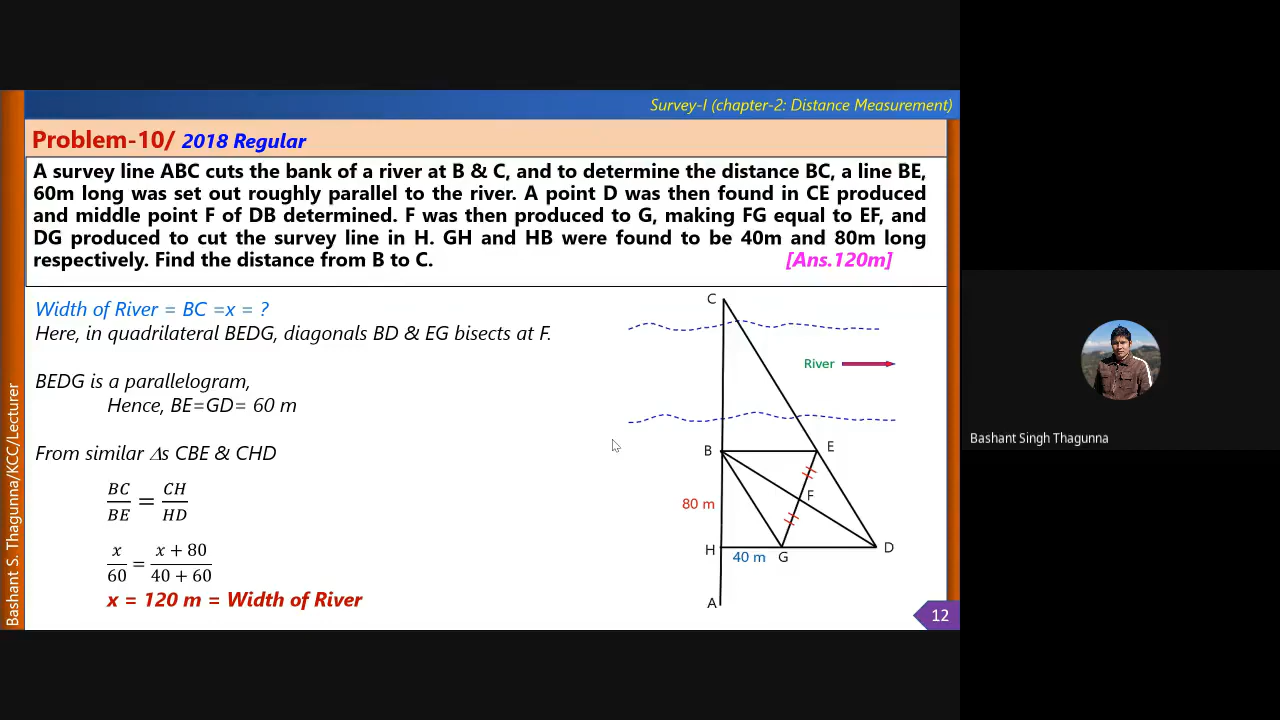 Survey-I (chapter-2: Distance Measurement)
Problem-10/ 2018 Regular
A survey line ABC cuts the bank of a river at B & C, and to determine the distance BC, a line BE,
60m long was set out roughly parallel to the river. A point D was then found in CE produced
and middle point F of DB determined. F was then produced to G, making FG equal to EF, and
DG produced to cut the survey line in H. GH and HB were found to be 40m and 80m long
respectively. Find the distance from B to C. [Ans.120m]
Width of River = BC =x = ?
Here, in quadrilateral BEDG, diagonals BD & EG bisects at F.
BEDG is a parallelogram,
Hence, BE=GD= 60 m
From similar Δs CBE & CHD
BC/BE = CH/HD
x/60 = x + 80/40 + 60
x = 120 m = Width of River
C
River
B
E
80 m
F
H
40 m
G
D
A
12
Bashant S. Thagunna/KCC/Lecturer
Bashant Singh Thagunna